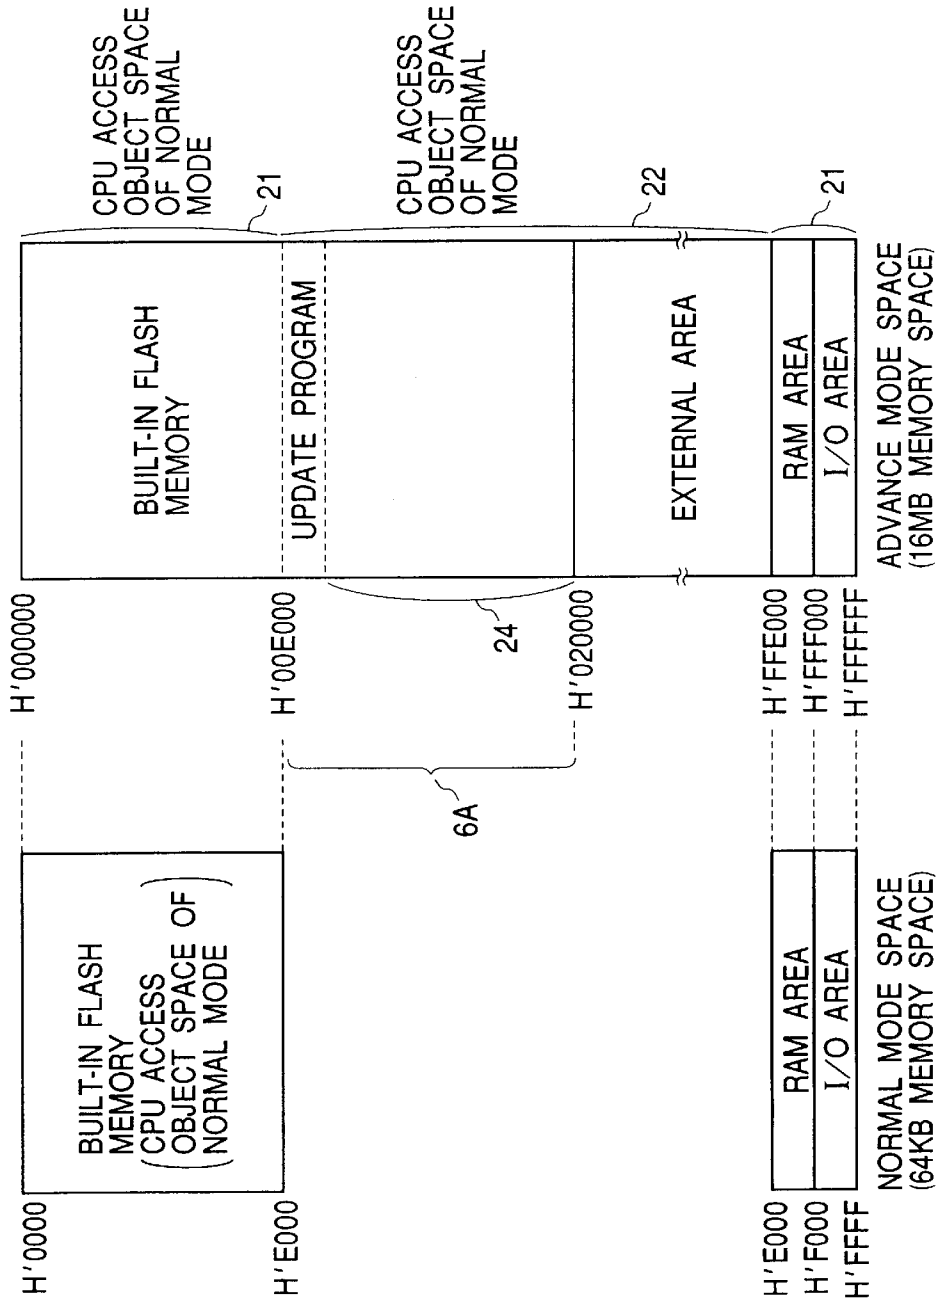 H'0000
BUILT-IN FLASH
MEMORY
(CPU ACCESS
OBJECT SPACE OF
NORMAL MODE)
H'E000
H'E000
RAM AREA
H'F000
I/O AREA
H'FFFF
NORMAL MODE SPACE
(64KB MEMORY SPACE)
6A
H'000000
BUILT-IN FLASH
MEMORY
H'00E000
UPDATE PROGRAM
24
H'020000
EXTERNAL AREA
H'FFE000
RAM AREA
H'FFF000
I/O AREA
H'FFFFFF
ADVANCE MODE SPACE
(16MB MEMORY SPACE)
CPU ACCESS
OBJECT SPACE
OF NORMAL
MODE
21
CPU ACCESS
OBJECT SPACE
OF NORMAL
MODE
22
21